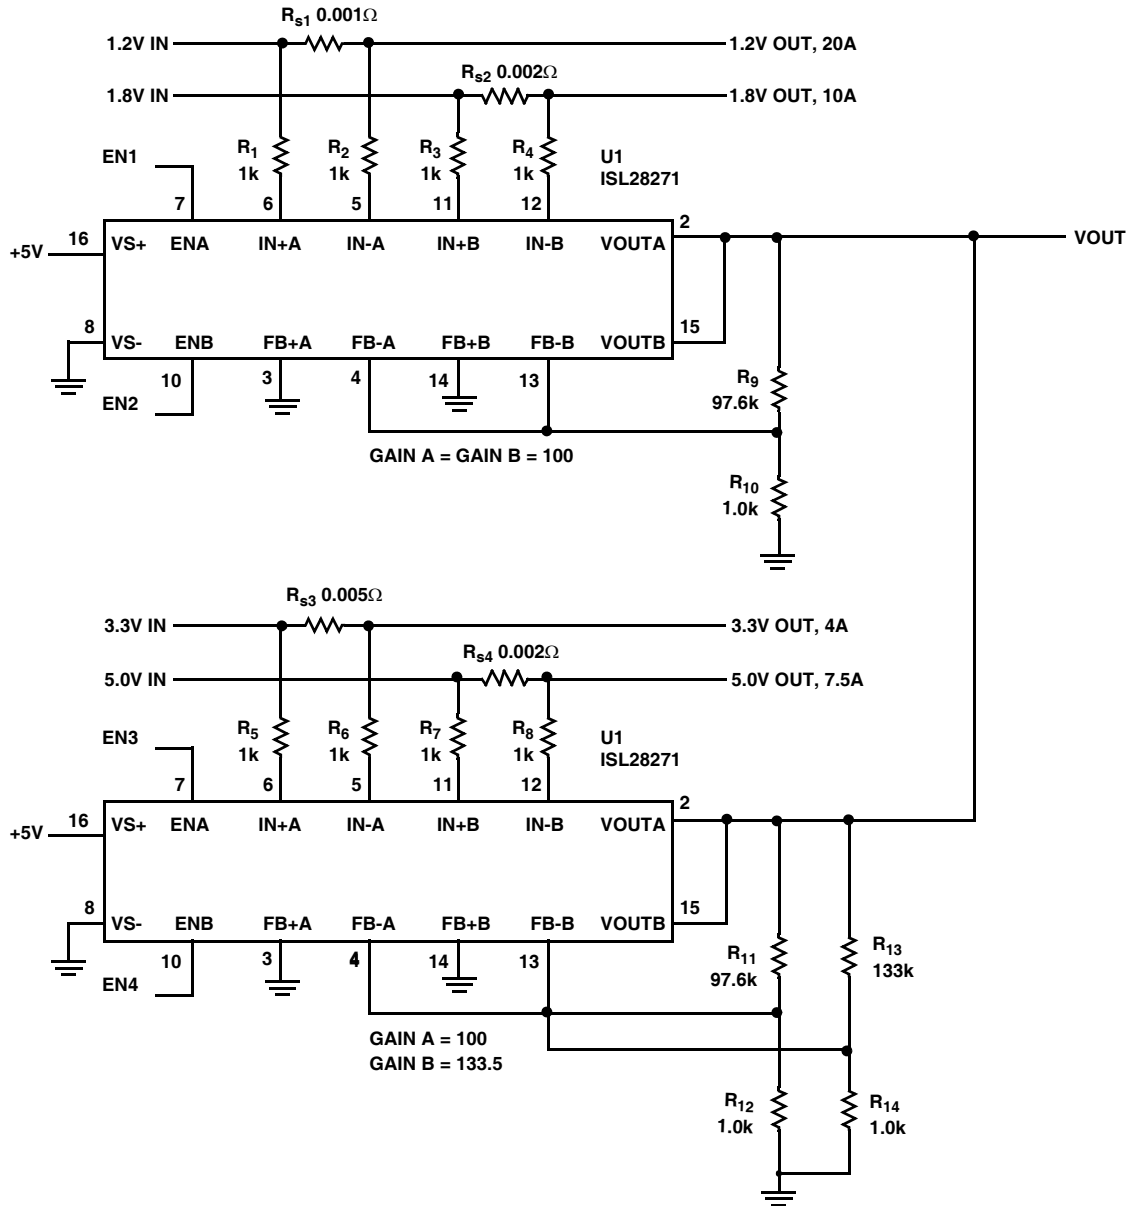 Rs1 0.001Ω
1.2V IN
1.2V OUT, 20A
Rs2 0.002Ω
1.8V IN
1.8V OUT, 10A
EN1
R1
1k
R2
1k
R3
1k
R4
1k
U1
ISL28271
7
6
5
11
12
2
16
+5V
VS+
ENA
IN+A
IN-A
IN+B
IN-B
VOUTA
VOUT
8
VS-
ENB
FB+A
FB-A
FB+B
FB-B
VOUTB
15
10
3
4
14
13
EN2
R9
97.6k
GAIN A = GAIN B = 100
R10
1.0k
Rs3 0.005Ω
3.3V IN
3.3V OUT, 4A
Rs4 0.002Ω
5.0V IN
5.0V OUT, 7.5A
EN3
R5
1k
R6
1k
R7
1k
R8
1k
U1
ISL28271
7
6
5
11
12
2
16
+5V
VS+
ENA
IN+A
IN-A
IN+B
IN-B
VOUTA
8
VS-
ENB
FB+A
FB-A
FB+B
FB-B
VOUTB
15
10
3
4
14
13
EN4
R11
97.6k
R13
133k
GAIN A = 100
GAIN B = 133.5
R12
1.0k
R14
1.0k